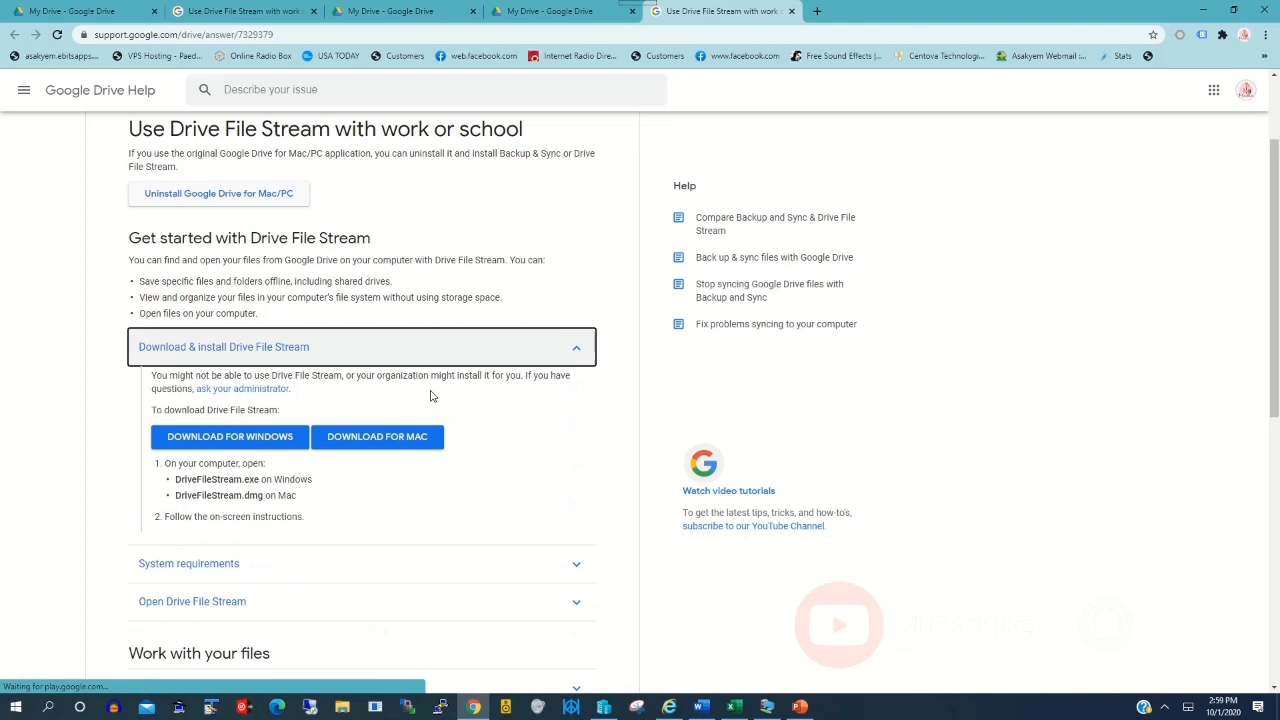 My Drive - Google Drive
Use Drive File Stream with work
My Drive - Google Drive
My Drive - Google Drive
Use Drive File Stream with work
support.google.com/drive/answer/7329379
asakyem.ebitsapps...
VPS Hosting - Paed...
Online Radio Box
USA TODAY
Customers
web.facebook.com
Internet Radio Dire...
Customers
www.facebook.com
Free Sound Effects |...
Centova Technologi...
Asakyem Webmail :...
Stats
Google Drive Help
Describe your issue
Use Drive File Stream with work or school
If you use the original Google Drive for Mac/PC application, you can uninstall it and install Backup & Sync or Drive
File Stream.
Uninstall Google Drive for Mac/PC
Get started with Drive File Stream
You can find and open your files from Google Drive on your computer with Drive File Stream. You can:
• Save specific files and folders offline, including shared drives.
• View and organize your files in your computer's file system without using storage space.
• Open files on your computer.
Download & install Drive File Stream
You might not be able to use Drive File Stream, or your organization might install it for you. If you have
questions, ask your administrator.
To download Drive File Stream:
DOWNLOAD FOR WINDOWS
DOWNLOAD FOR MAC
1. On your computer, open:
• DriveFileStream.exe on Windows
• DriveFileStream.dmg on Mac
2. Follow the on-screen instructions.
System requirements
Open Drive File Stream
Work with your files
Help
Compare Backup and Sync & Drive File
Stream
Back up & sync files with Google Drive
Stop syncing Google Drive files with
Backup and Sync
Fix problems syncing to your computer
Watch video tutorials
To get the latest tips, tricks, and how-to's,
subscribe to our YouTube Channel.
Waiting for play.google.com...
2:59 PM
10/1/2020